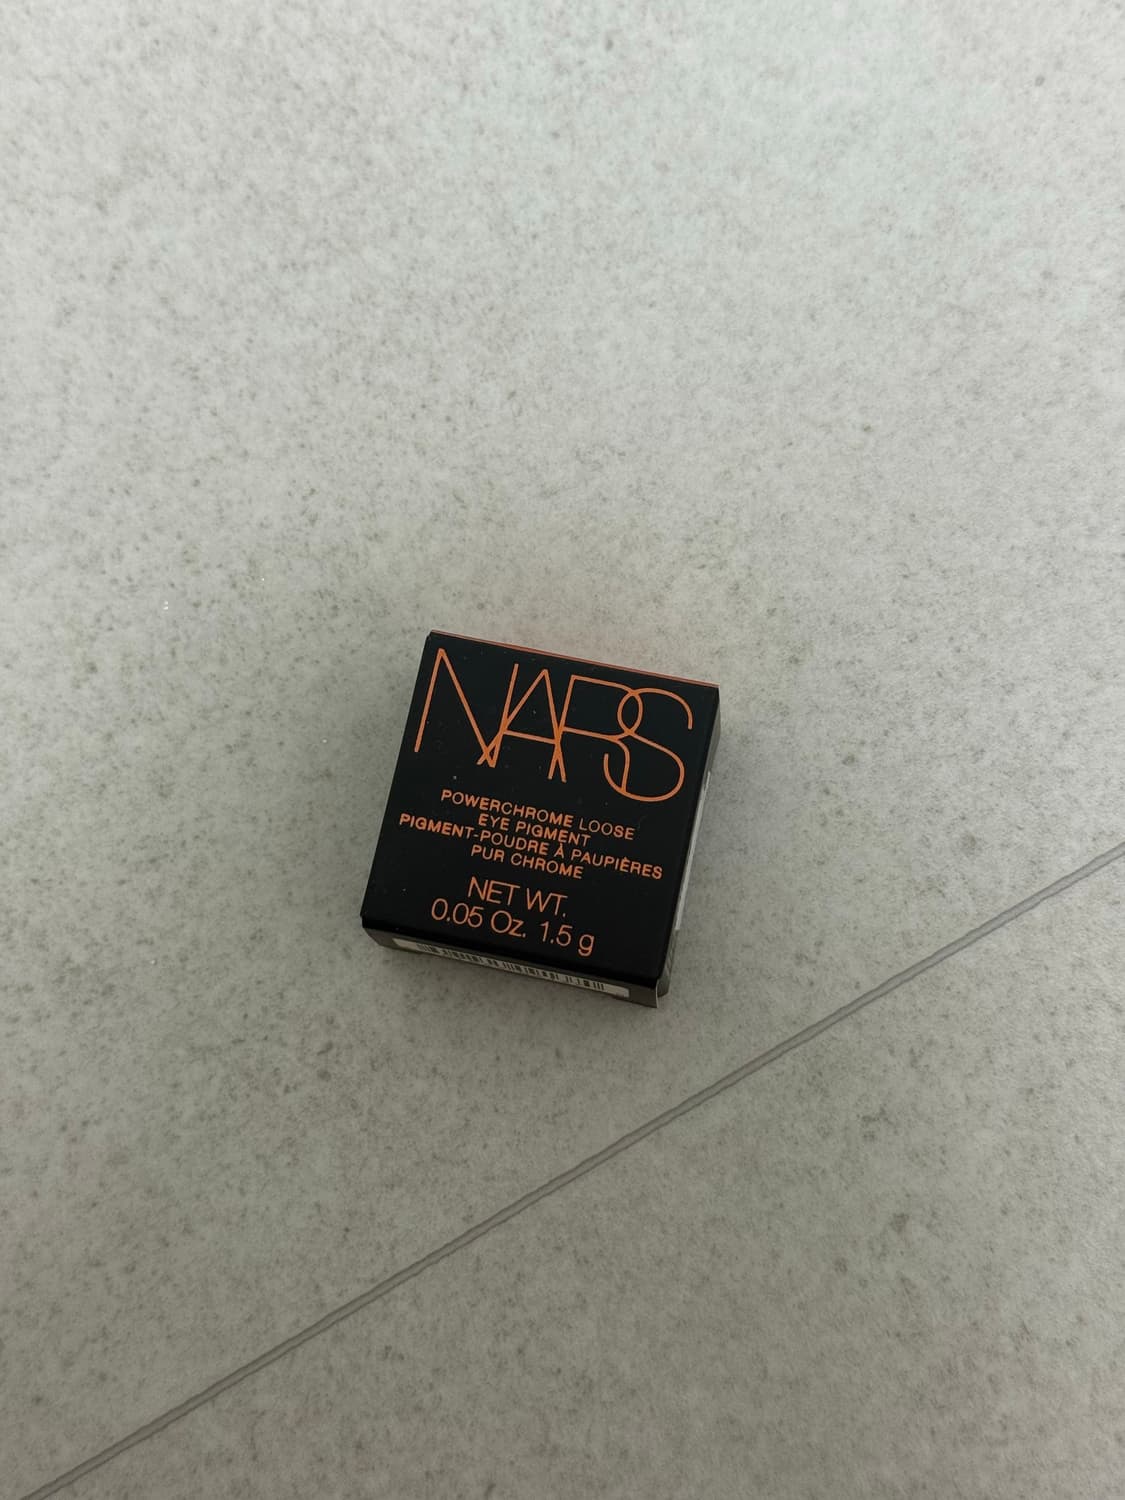 NARS
POWERCHROME LOOSE
EYE PIGMENT
PIGMENT-POUDRE À PAUPIÈRES
PUR CHROME
NET WT.
0.05 Oz. 1.5 g